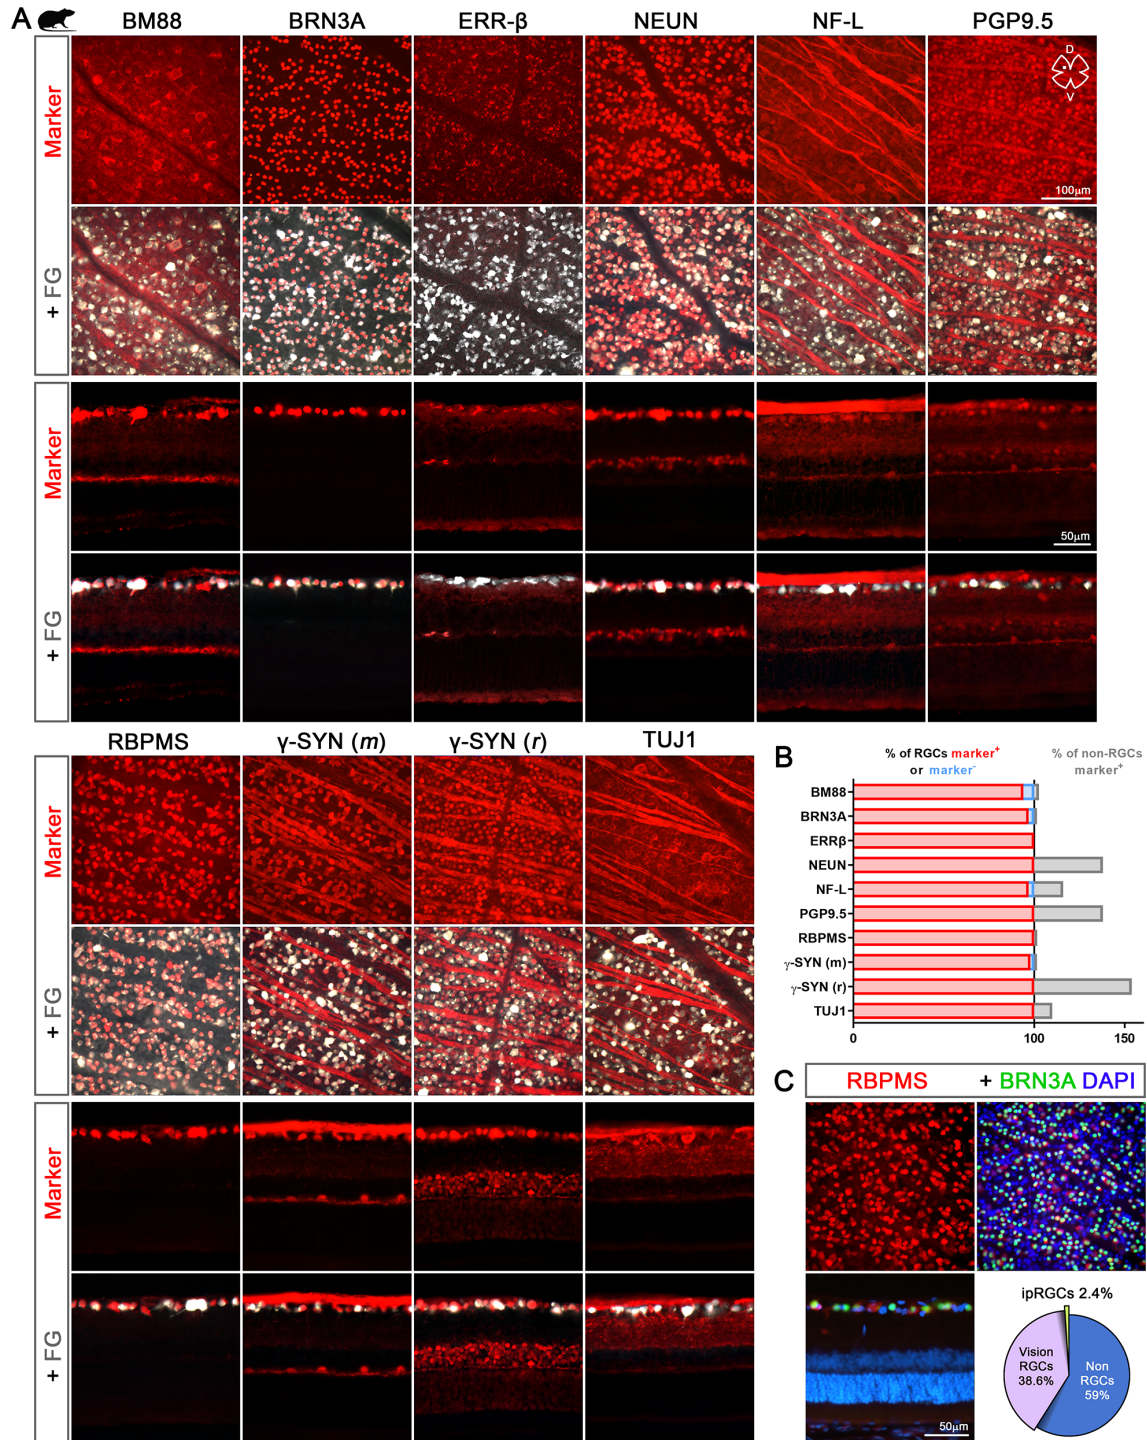 A
BM88 BRN3A ERR-β NEUN NF-L PGP9.5
Marker
D
V
100µm
+ FG
Marker
50µm
+ FG
RBPMS γ-SYN (m) γ-SYN (r) TUJ1
Marker
+ FG
Marker
+ FG
B
% of RGCs marker+
or marker-
% of non-RGCs
marker+
BM88
BRN3A
ERRβ
NEUN
NF-L
PGP9.5
RBPMS
γ-SYN (m)
γ-SYN (r)
TUJ1
0 100 150
C
RBPMS + BRN3A DAPI
50µm
ipRGCs 2.4%
Vision
RGCs
38.6%
Non
RGCs
59%